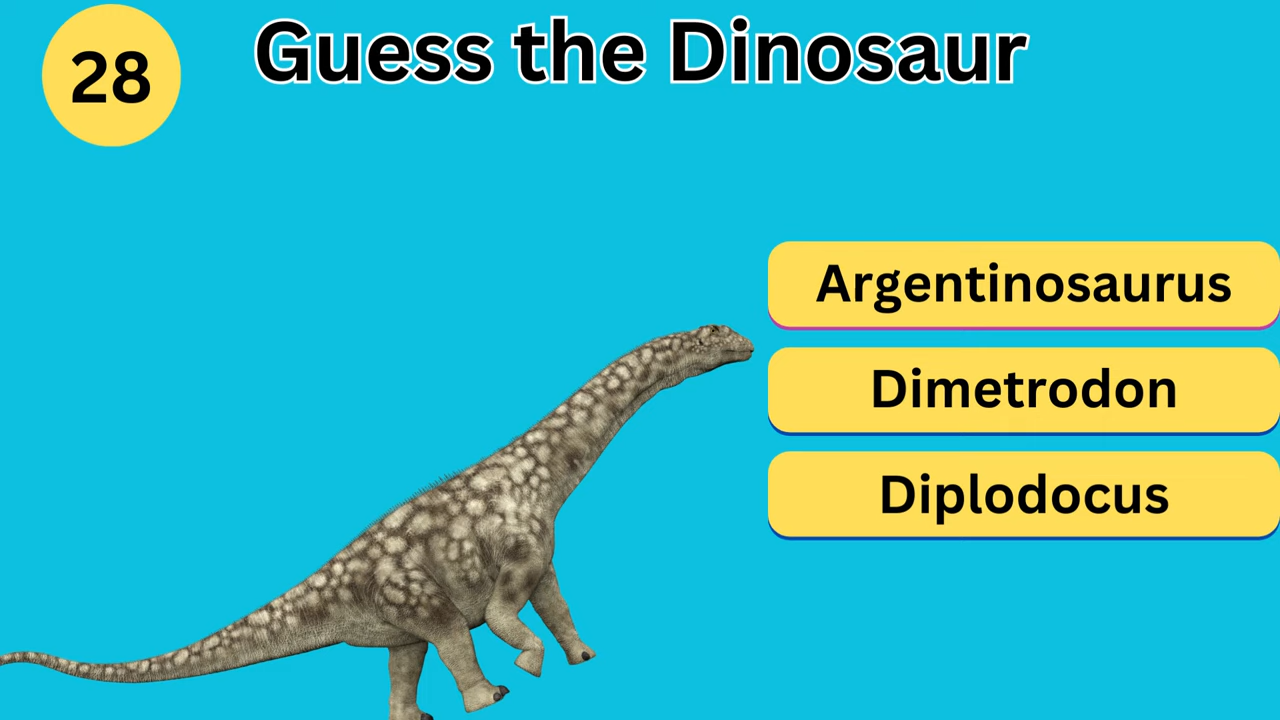 28
Guess the Dinosaur
Argentinosaurus
Dimetrodon
Diplodocus